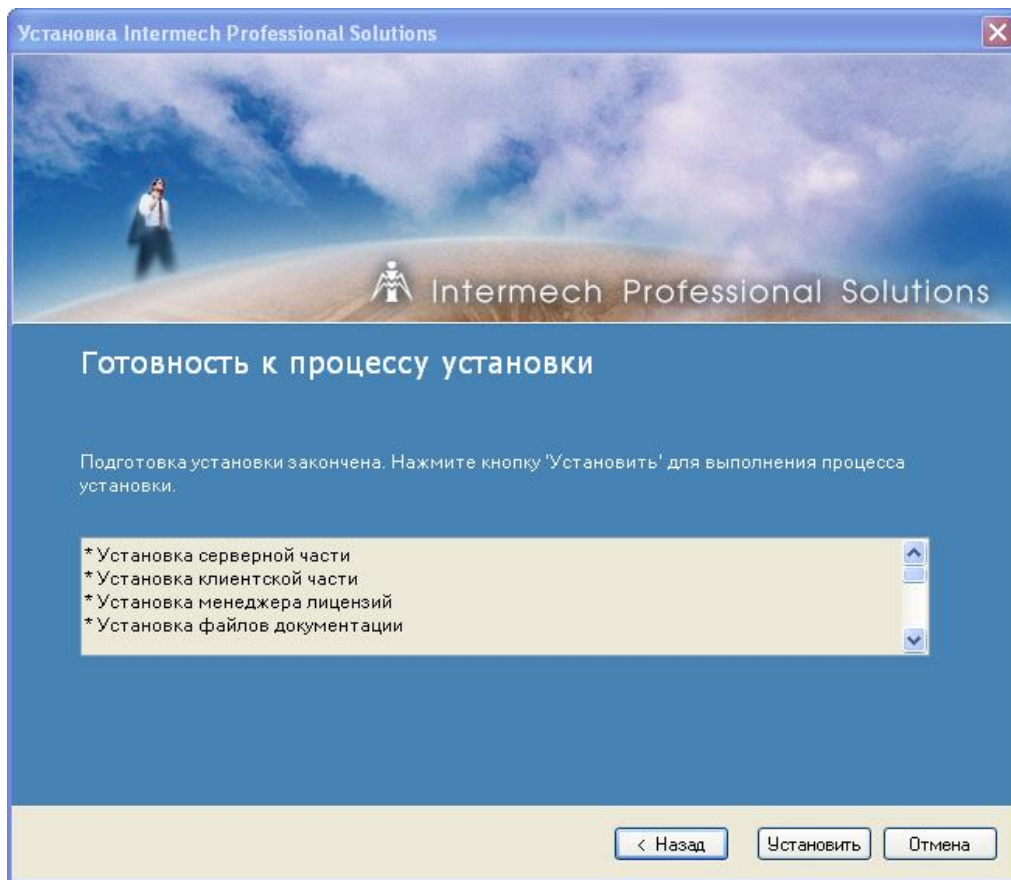 Установка Intermech Professional Solutions
Intermech Professional Solutions
Готовность к процессу установки
Подготовка установки закончена. Нажмите кнопку 'Установить' для выполнения процесса
установки.
* Установка серверной части
* Установка клиентской части
* Установка менеджера лицензий
* Установка файлов документации
< Назад Установить Отмена